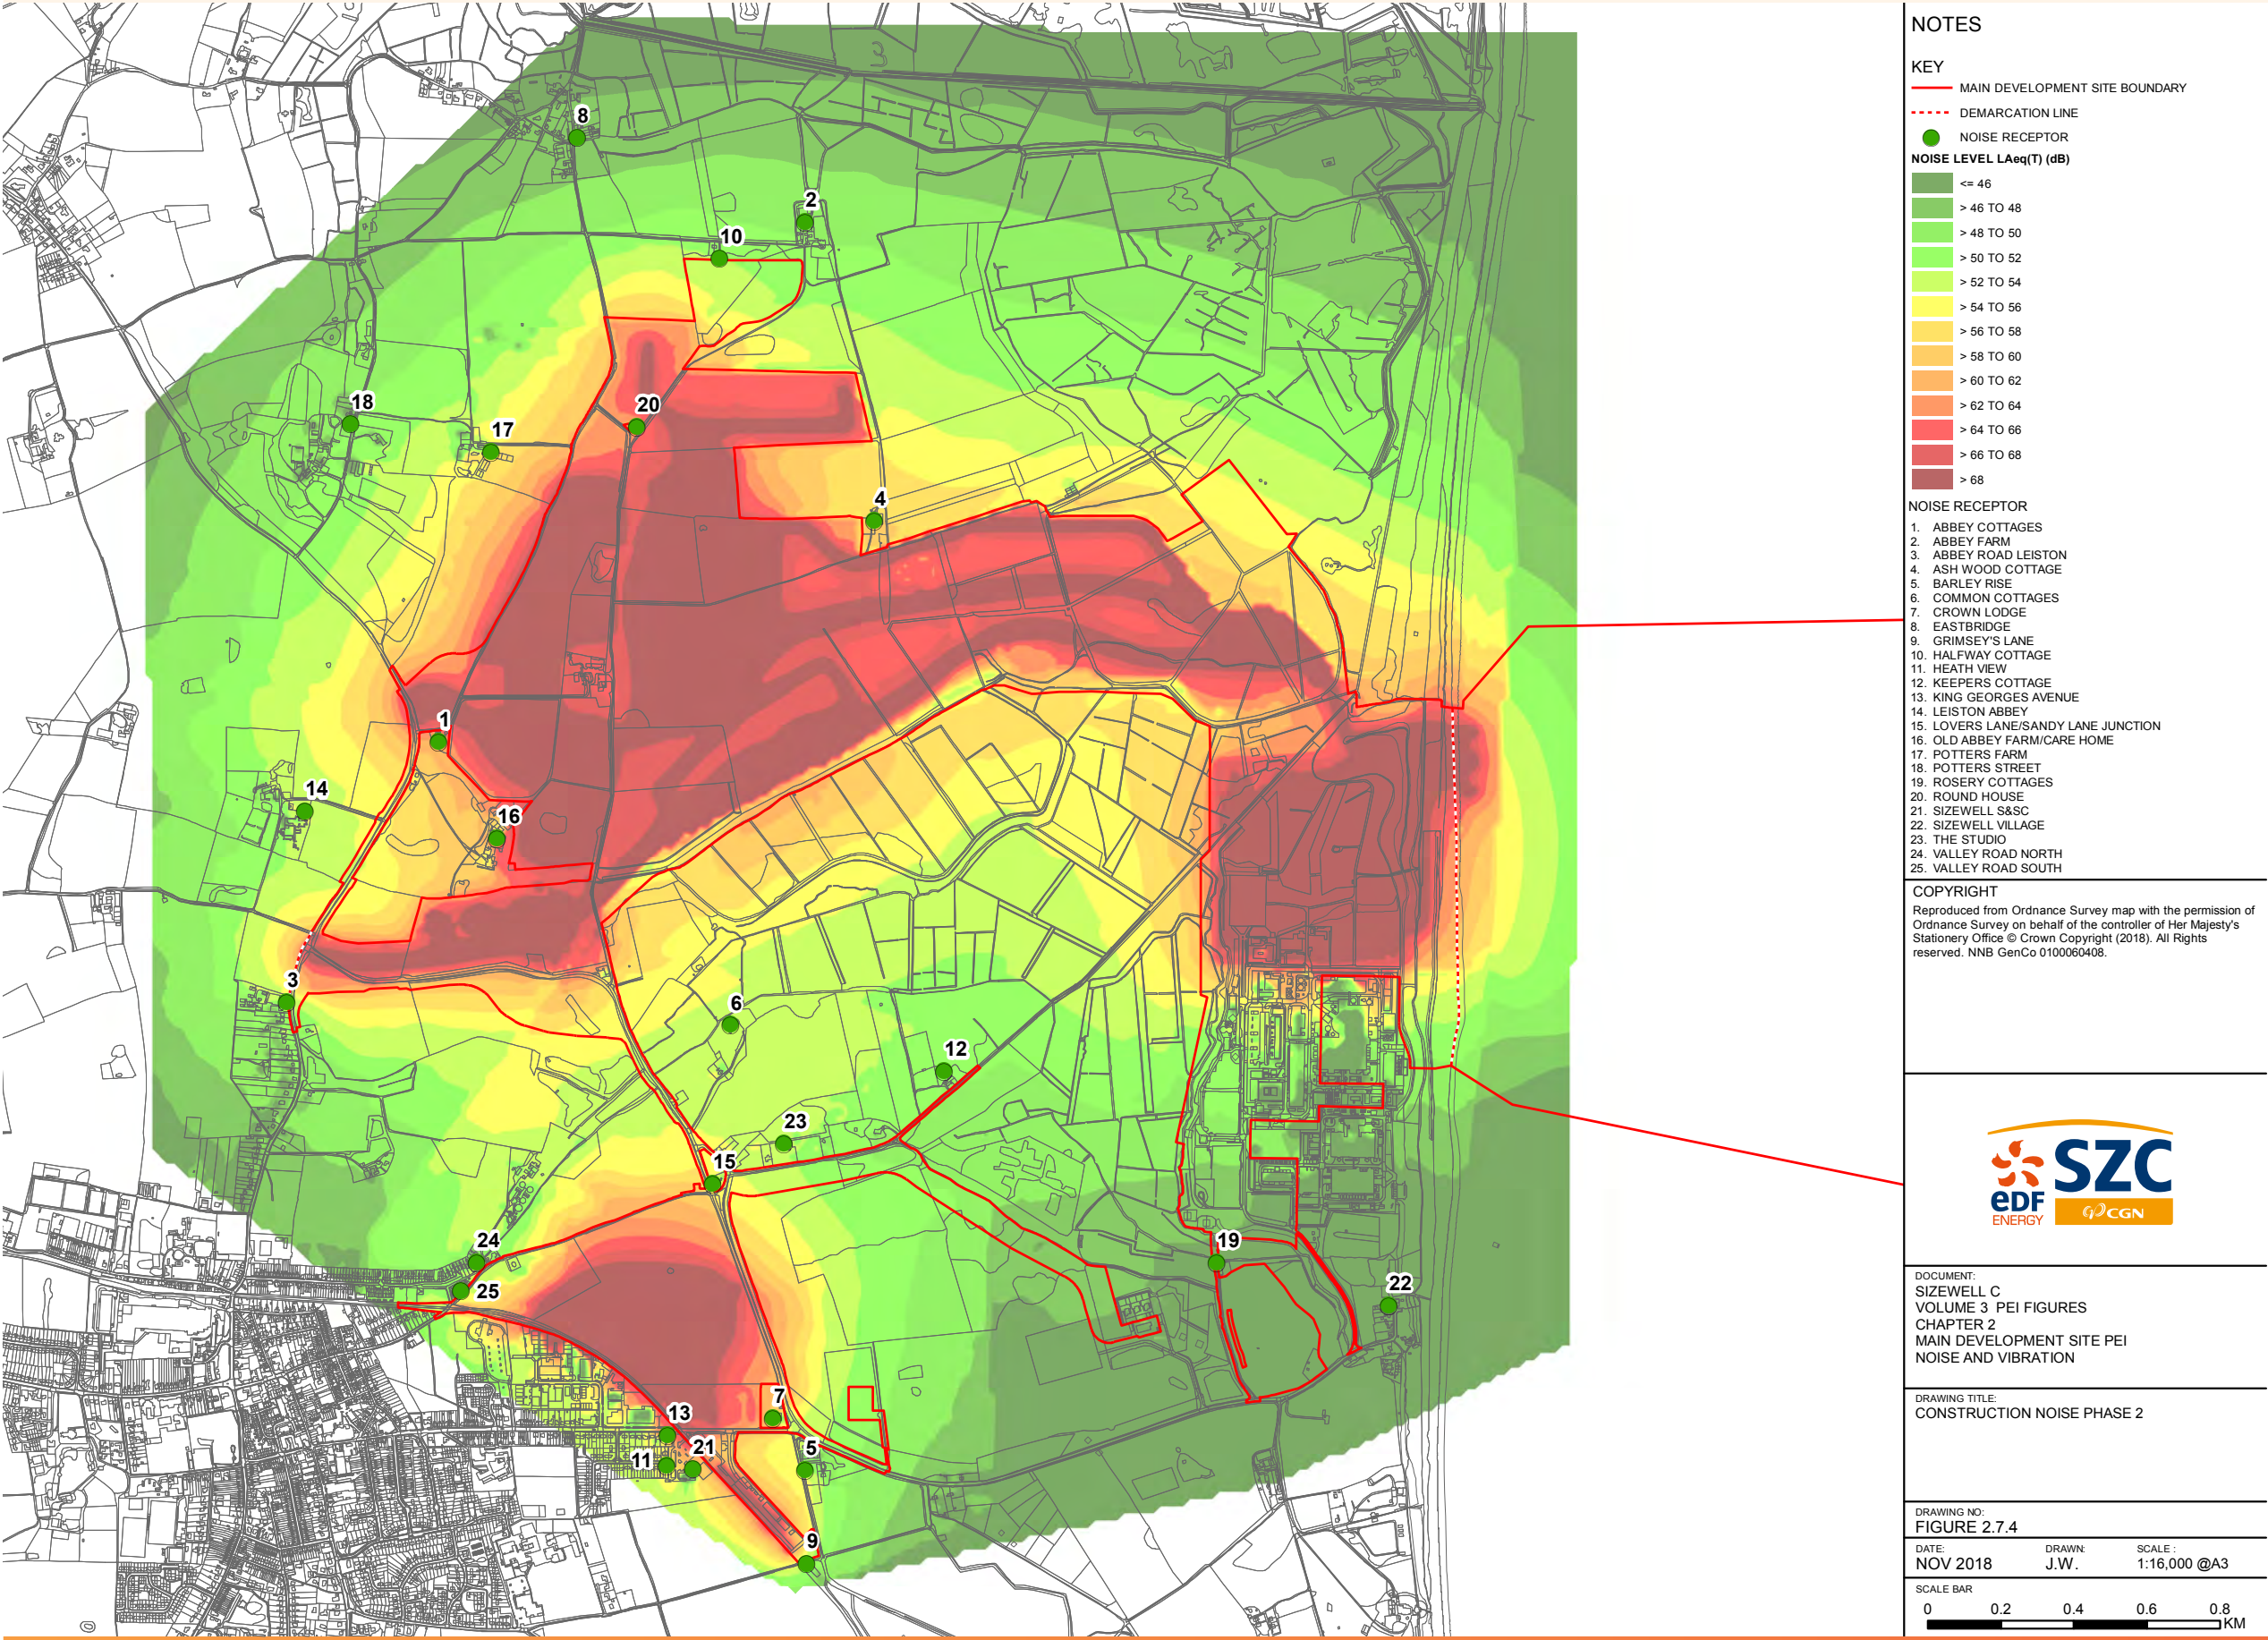 3
8
2
10
18
17
20
4
1
14
16
3
6
12
23
15
24
25
19
22
7
13
21
11
5
9
NOTES
KEY
MAIN DEVELOPMENT SITE BOUNDARY
DEMARCATION LINE
NOISE RECEPTOR
NOISE LEVEL LAeq(T) (dB)
<= 46
> 46 TO 48
> 48 TO 50
> 50 TO 52
> 52 TO 54
> 54 TO 56
> 56 TO 58
> 58 TO 60
> 60 TO 62
> 62 TO 64
> 64 TO 66
> 66 TO 68
> 68
NOISE RECEPTOR
1. ABBEY COTTAGES
2. ABBEY FARM
3. ABBEY ROAD LEISTON
4. ASH WOOD COTTAGE
5. BARLEY RISE
6. COMMON COTTAGES
7. CROWN LODGE
8. EASTBRIDGE
9. GRIMSEY'S LANE
10. HALFWAY COTTAGE
11. HEATH VIEW
12. KEEPERS COTTAGE
13. KING GEORGES AVENUE
14. LEISTON ABBEY
15. LOVERS LANE/SANDY LANE JUNCTION
16. OLD ABBEY FARM/CARE HOME
17. POTTERS FARM
18. POTTERS STREET
19. ROSERY COTTAGES
20. ROUND HOUSE
21. SIZEWELL S&SC
22. SIZEWELL VILLAGE
23. THE STUDIO
24. VALLEY ROAD NORTH
25. VALLEY ROAD SOUTH
COPYRIGHT
Reproduced from Ordnance Survey map with the permission of
Ordnance Survey on behalf of the controller of Her Majesty's
Stationery Office © Crown Copyright (2018). All Rights
reserved. NNB GenCo 0100060408.
eDF
ENERGY
SZC
CGN
DOCUMENT:
SIZEWELL C
VOLUME 3 PEI FIGURES
CHAPTER 2
MAIN DEVELOPMENT SITE PEI
NOISE AND VIBRATION
DRAWING TITLE:
CONSTRUCTION NOISE PHASE 2
DRAWING NO:
FIGURE 2.7.4
DATE: DRAWN: SCALE :
NOV 2018 J.W. 1:16,000 @A3
SCALE BAR
0 0.2 0.4 0.6 0.8
KM